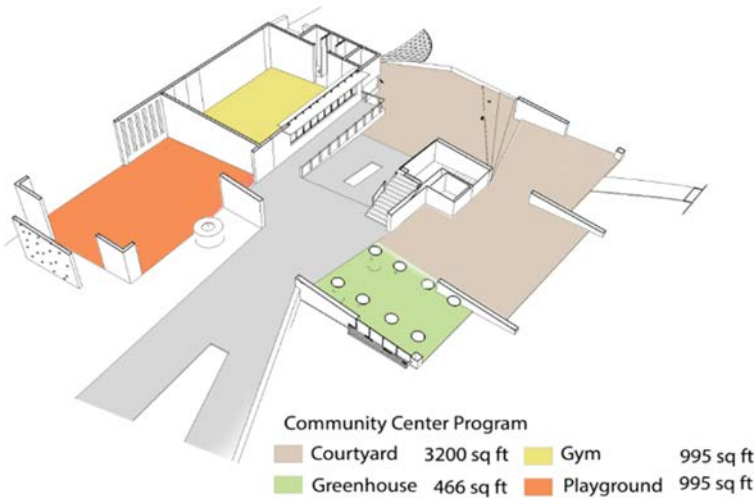 Community Center Program
Courtyard 3200 sq ft Gym 995 sq ft
Greenhouse 466 sq ft Playground 995 sq ft